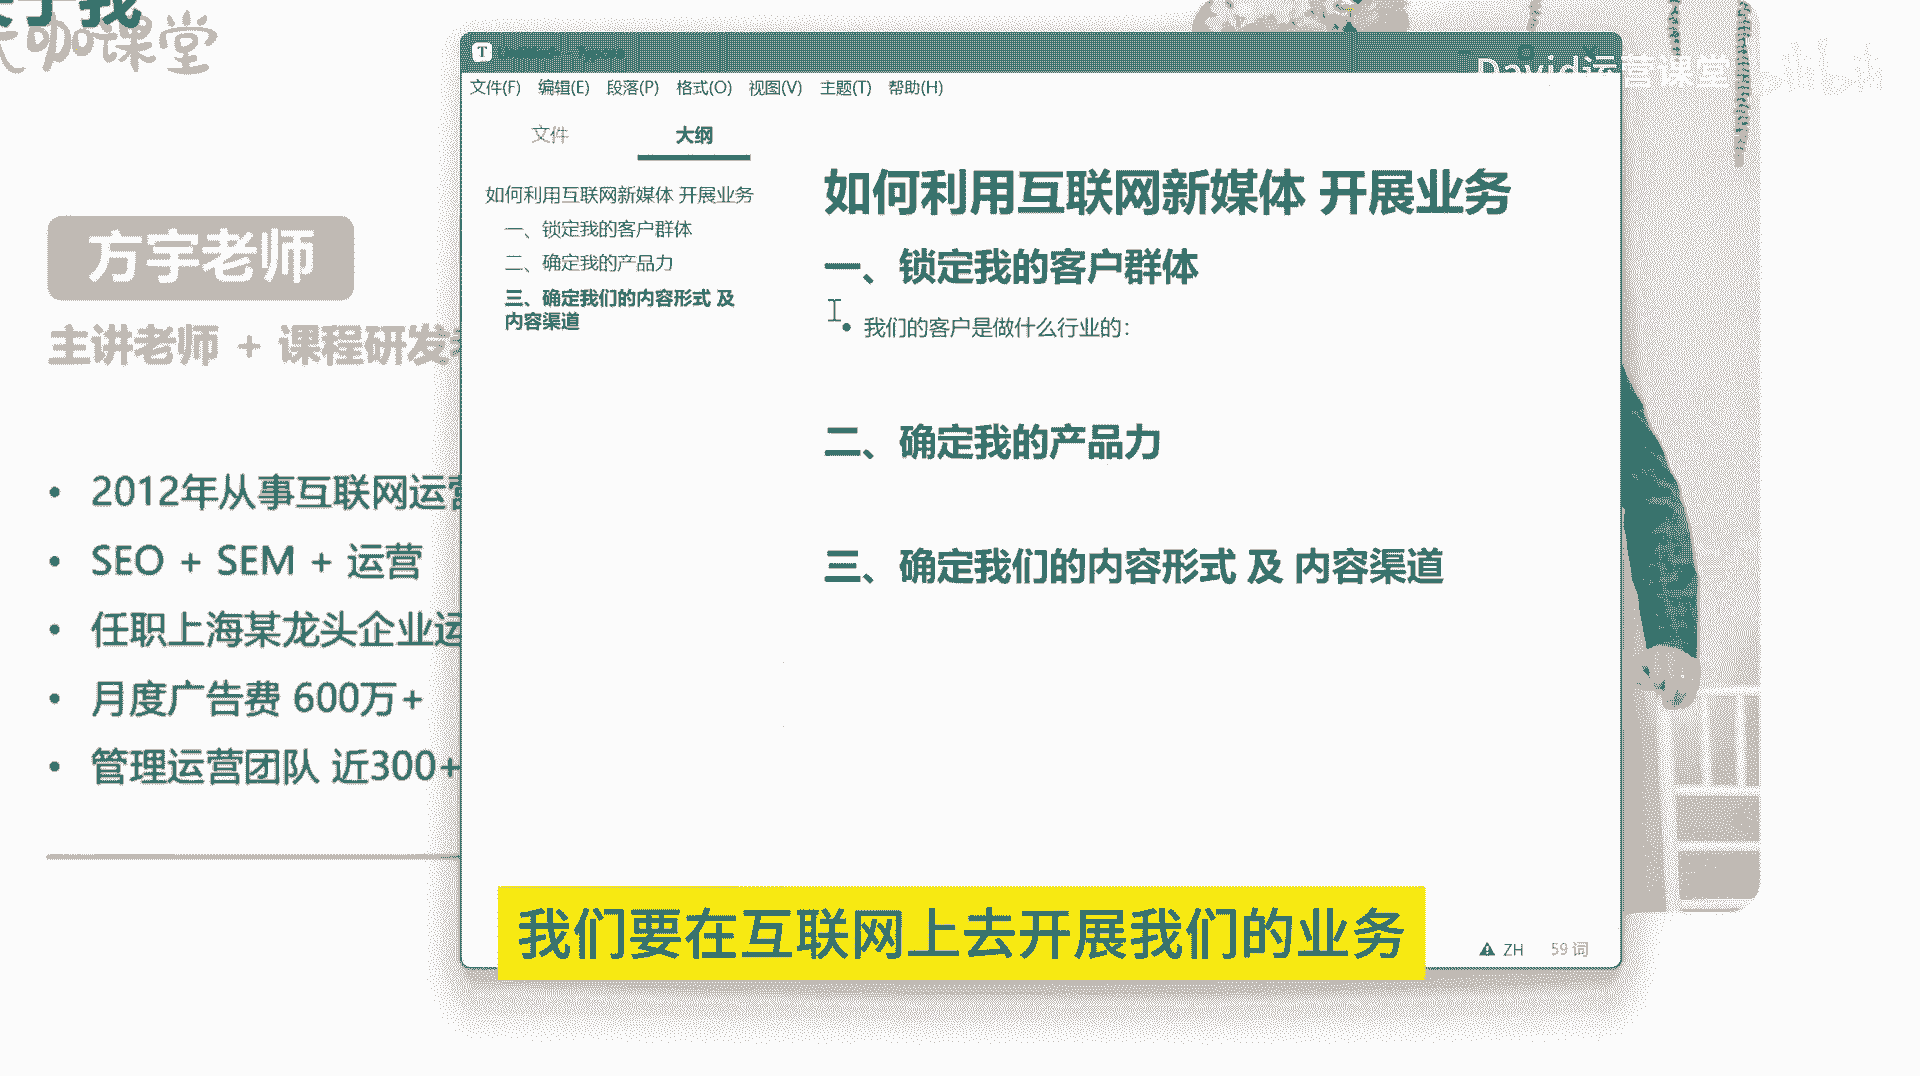 课堂
方宇老师
主讲老师 + 课程研发
• 2012年从事互联网运营
• SEO + SEM + 运营
• 任职上海某龙头企业运
• 月度广告费 600万+
• 管理运营团队 近300+
David运营课堂
bilibili
文件(F) 编辑(E) 段落(P) 格式(O) 视图(V) 主题(T) 帮助(H)
文件 大纲
如何利用互联网新媒体 开展业务
一、锁定我的客户群体
二、确定我的产品力
三、确定我们的内容形式 及
内容渠道
如何利用互联网新媒体 开展业务
一、锁定我的客户群体
• 我们的客户是做什么行业的：
二、确定我的产品力
三、确定我们的内容形式 及 内容渠道
ZH 59 词
我们要在互联网上去开展我们的业务